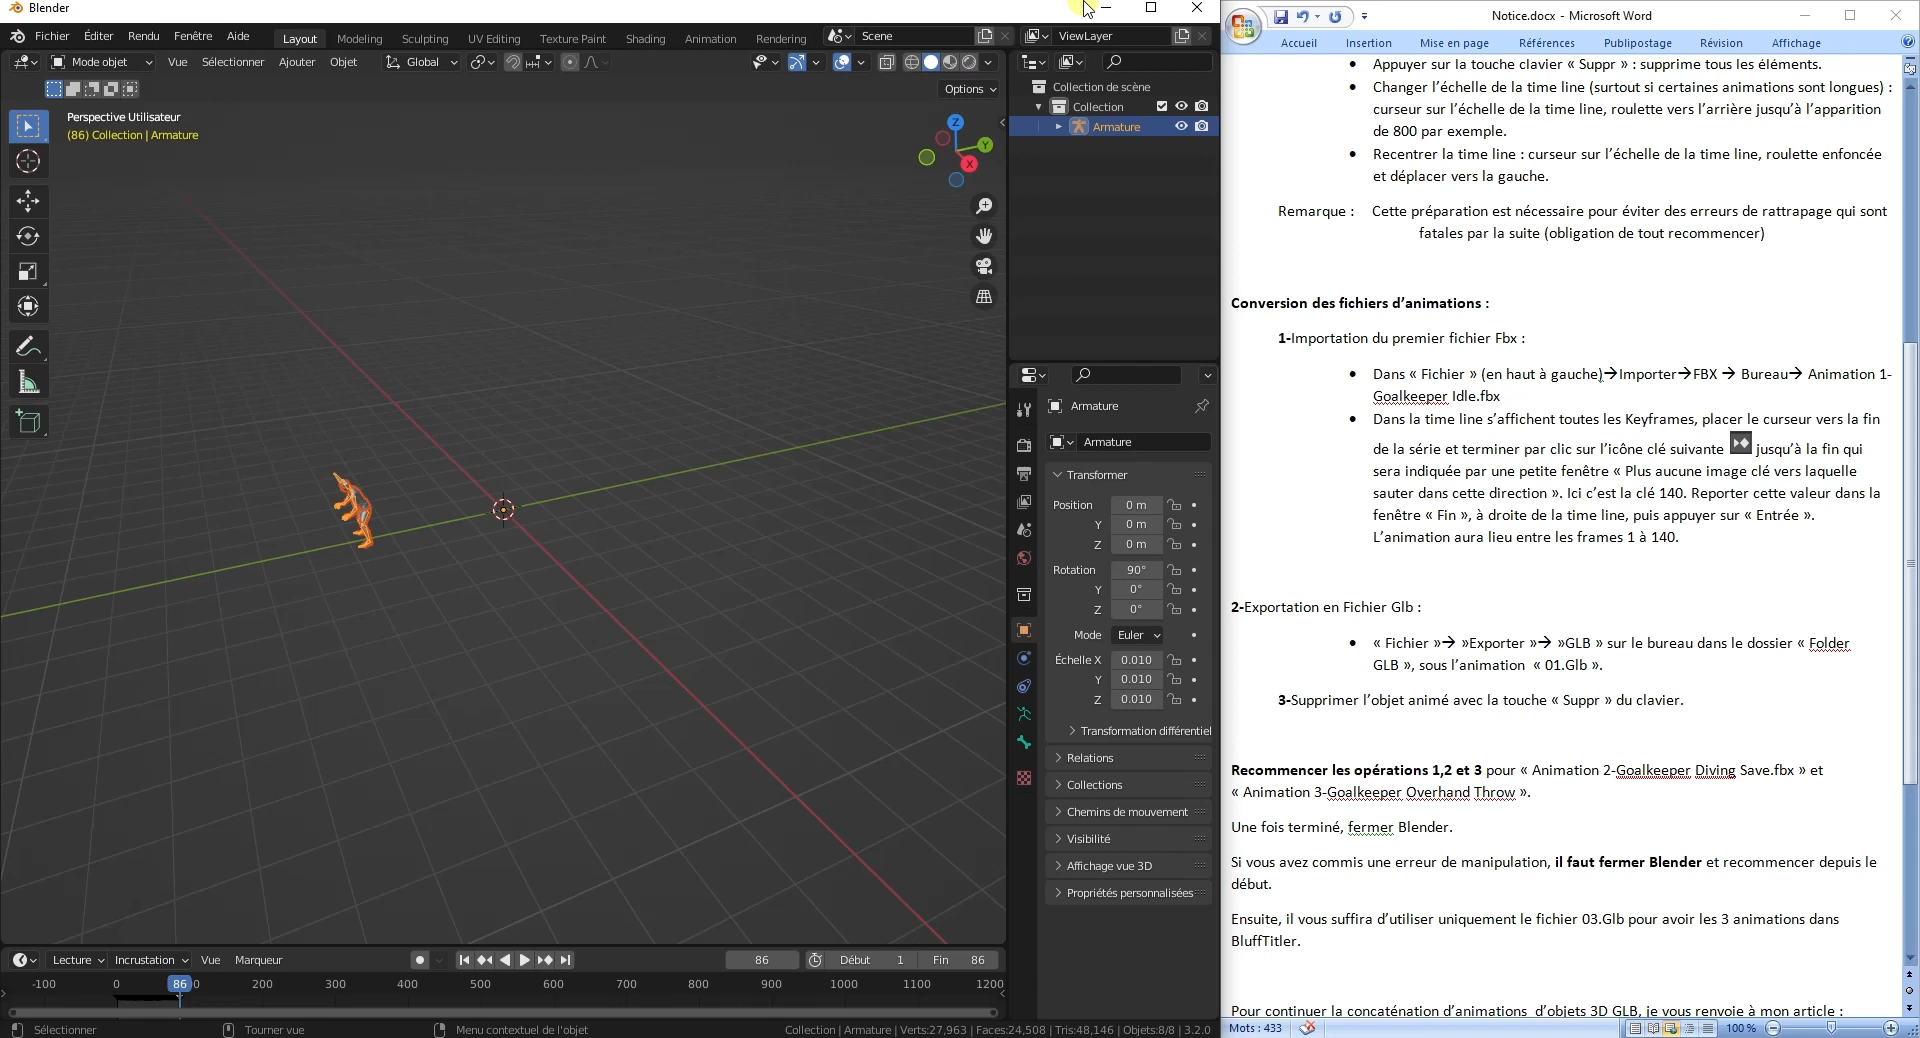 Blender
Fichier Éditer Rendu Fenêtre Aide Layout Modeling Sculpting UV Editing Texture Paint Shading Animation Rendering Scene ViewLayer
Mode objet Vue Sélectionner Ajouter Objet Global
Options
Perspective Utilisateur
(86) Collection | Armature
Z
Y
X
Collection de scène
Collection
Armature
Armature
Armature
Transformer
Position 0 m
Y 0 m
Z 0 m
Rotation 90°
Y 0°
Z 0°
Mode Euler
Échelle X 0.010
Y 0.010
Z 0.010
Transformation différentiel
Relations
Collections
Chemins de mouvement
Visibilité
Affichage vue 3D
Propriétés personnalisées
Lecture Incrustation Vue Marqueur 86 Début 1 Fin 86
-100 0 86 200 300 400 500 600 700 800 900 1000 1100 1200
Sélectionner Tourner vue Menu contextuel de l'objet Collection | Armature | Verts:27,963 | Faces:24,508 | Tris:48,146 | Objets:8/8 | 3.2.0
Notice.docx - Microsoft Word
Accueil Insertion Mise en page Références Publipostage Révision Affichage
• Appuyer sur la touche clavier « Suppr » : supprime tous les éléments.
• Changer l’échelle de la time line (surtout si certaines animations sont longues) :
curseur sur l’échelle de la time line, roulette vers l’arrière jusqu’à l’apparition
de 800 par exemple.
• Recentrer la time line : curseur sur l’échelle de la time line, roulette enfoncée
et déplacer vers la gauche.
Remarque : Cette préparation est nécessaire pour éviter des erreurs de rattrapage qui sont
fatales par la suite (obligation de tout recommencer)
Conversion des fichiers d’animations :
1-Importation du premier fichier Fbx :
• Dans « Fichier » (en haut à gauche)→Importer→FBX → Bureau→ Animation 1-
Goalkeeper Idle.fbx
• Dans la time line s’affichent toutes les Keyframes, placer le curseur vers la fin
de la série et terminer par clic sur l’icône clé suivante jusqu’à la fin qui
sera indiquée par une petite fenêtre « Plus aucune image clé vers laquelle
sauter dans cette direction ». Ici c’est la clé 140. Reporter cette valeur dans la
fenêtre « Fin », à droite de la time line, puis appuyer sur « Entrée ».
L’animation aura lieu entre les frames 1 à 140.
2-Exportation en Fichier Glb :
• « Fichier »→ »Exporter »→ »GLB » sur le bureau dans le dossier « Folder
GLB », sous l’animation « 01.Glb ».
3-Supprimer l’objet animé avec la touche « Suppr » du clavier.
Recommencer les opérations 1,2 et 3 pour « Animation 2-Goalkeeper Diving Save.fbx » et
« Animation 3-Goalkeeper Overhand Throw ».
Une fois terminé, fermer Blender.
Si vous avez commis une erreur de manipulation, il faut fermer Blender et recommencer depuis le
début.
Ensuite, il vous suffira d’utiliser uniquement le fichier 03.Glb pour avoir les 3 animations dans
BluffTitler.
Pour continuer la concaténation d’animations d’objets 3D GLB, je vous renvoie à mon article :
Mots : 433 100 %